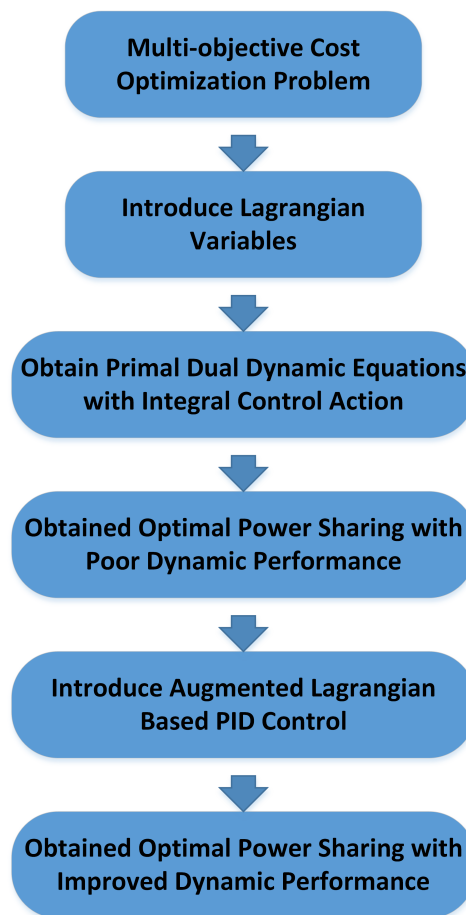 Multi-objective Cost
Optimization Problem
Introduce Lagrangian
Variables
Obtain Primal Dual Dynamic Equations
with Integral Control Action
Obtained Optimal Power Sharing with
Poor Dynamic Performance
Introduce Augmented Lagrangian
Based PID Control
Obtained Optimal Power Sharing with
Improved Dynamic Performance